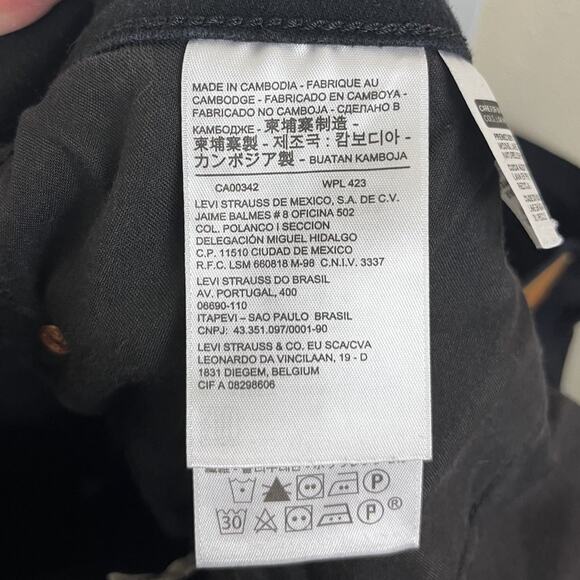 MADE IN CAMBODIA - FABRIQUE AU
CAMBODGE - FABRICADO EN CAMBOYA -
FABRICADO NO CAMBOJA - СДЕЛАНО В
КАМБОДЖЕ - 柬埔寨制造 -
柬埔寨製 - 제조국 : 캄보디아 -
カンボジア製 - BUATAN KAMBOJA
CA00342 WPL 423
LEVI STRAUSS DE MEXICO, S.A. DE C.V.
JAIME BALMES # 8 OFICINA 502
COL. POLANCO I SECCION
DELEGACIÓN MIGUEL HIDALGO
C.P. 11510 CIUDAD DE MEXICO
R.F.C. LSM 660818 M-98 C.N.I.V. 3337
LEVI STRAUSS DO BRASIL
AV. PORTUGAL, 400
06690-110
ITAPEVI - SAO PAULO BRASIL
CNPJ: 43.351.097/0001-90
LEVI STRAUSS & CO. EU SCA/CVA
LEONARDO DA VINCILAAN, 19 - D
1831 DIEGEM, BELGIUM
CIF A 08298606
P
30 P ®